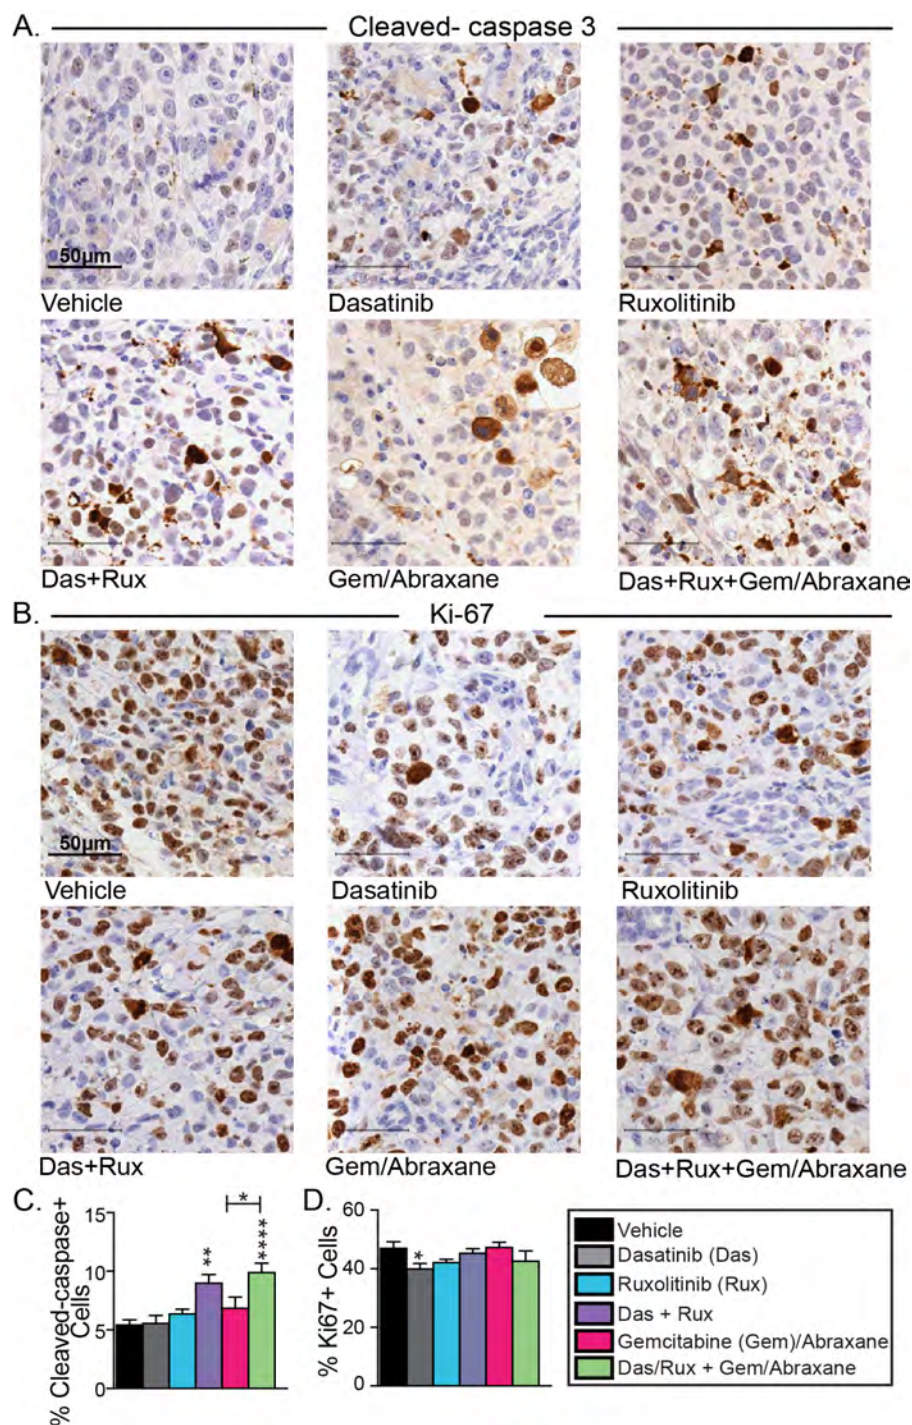 A. Cleaved- caspase 3
50µm
Vehicle Dasatinib Ruxolitinib
Das+Rux Gem/Abraxane Das+Rux+Gem/Abraxane
B. Ki-67
50µm
Vehicle Dasatinib Ruxolitinib
Das+Rux Gem/Abraxane Das+Rux+Gem/Abraxane
C.
% Cleaved-caspase+
Cells
15
10
5
0
**
*
****
D.
% Ki67+ Cells
60
40
20
0
*
Vehicle
Dasatinib (Das)
Ruxolitinib (Rux)
Das + Rux
Gemcitabine (Gem)/Abraxane
Das/Rux + Gem/Abraxane